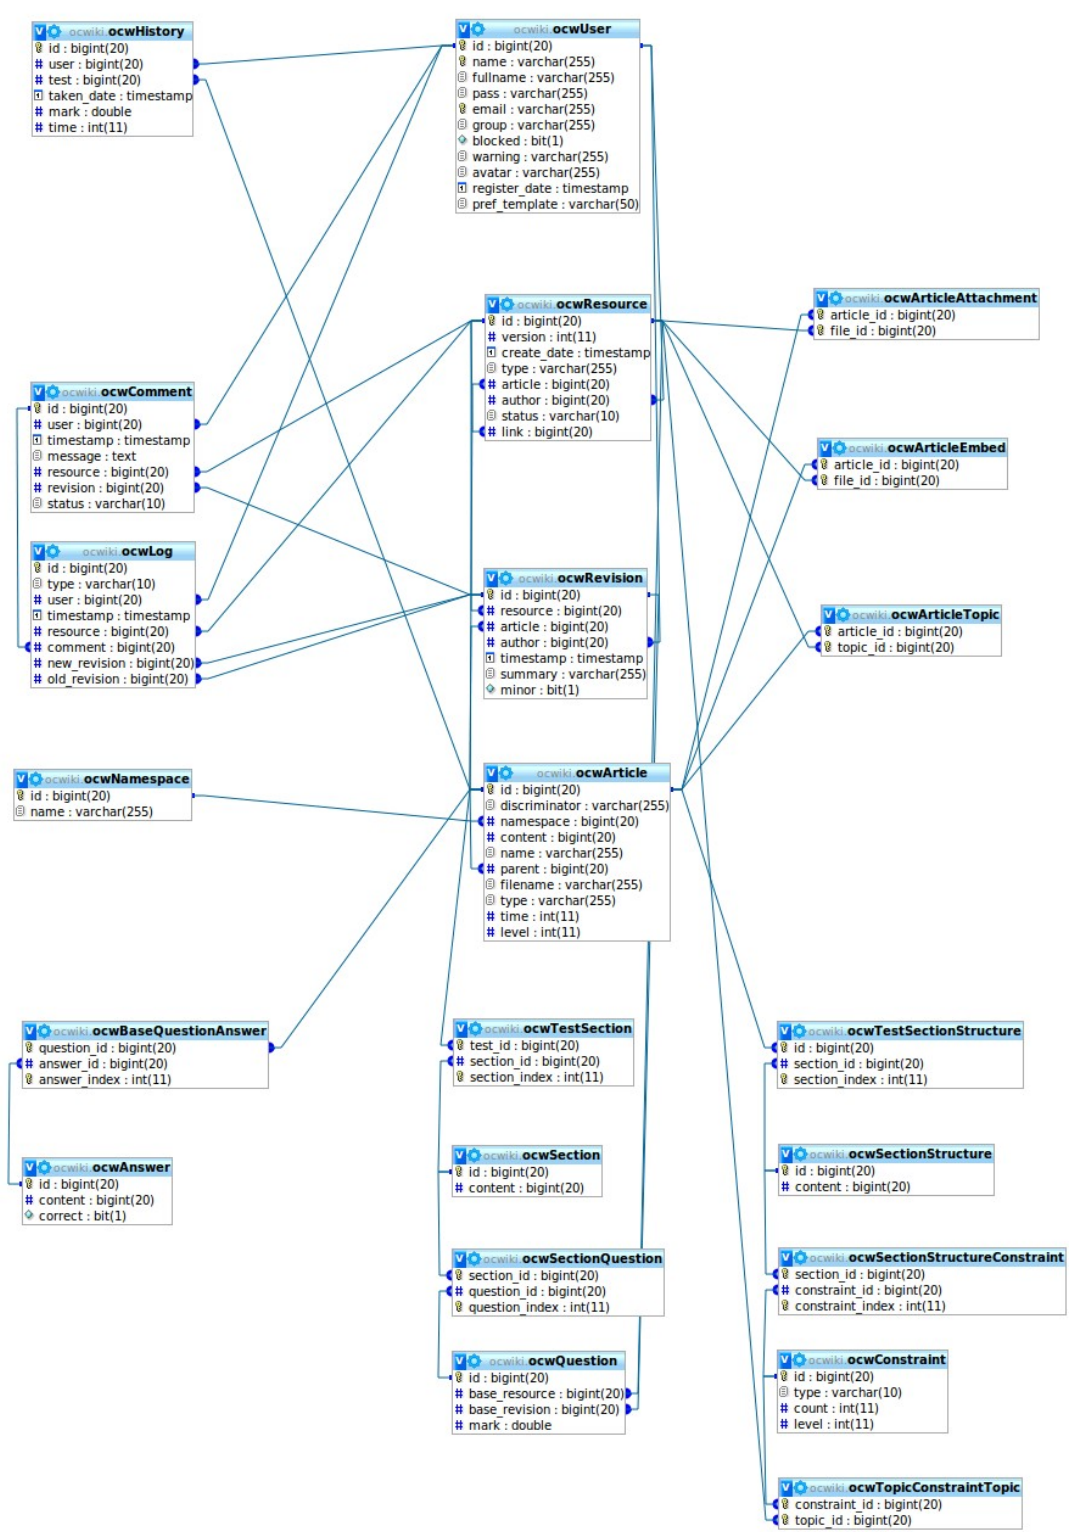 ocwiki.ocwHistory
id : bigint(20)
user : bigint(20)
test : bigint(20)
taken_date : timestamp
mark : double
time : int(11)
ocwiki.ocwUser
id : bigint(20)
name : varchar(255)
fullname : varchar(255)
pass : varchar(255)
email : varchar(255)
group : varchar(255)
blocked : bit(1)
warning : varchar(255)
avatar : varchar(255)
register_date : timestamp
pref_template : varchar(50)
ocwiki.ocwResource
id : bigint(20)
version : int(11)
create_date : timestamp
type : varchar(255)
article : bigint(20)
author : bigint(20)
status : varchar(10)
link : bigint(20)
ocwiki.ocwArticleAttachment
article_id : bigint(20)
file_id : bigint(20)
ocwiki.ocwComment
id : bigint(20)
user : bigint(20)
timestamp : timestamp
message : text
resource : bigint(20)
revision : bigint(20)
status : varchar(10)
ocwiki.ocwArticleEmbed
article_id : bigint(20)
file_id : bigint(20)
ocwiki.ocwLog
id : bigint(20)
type : varchar(10)
user : bigint(20)
timestamp : timestamp
resource : bigint(20)
comment : bigint(20)
new_revision : bigint(20)
old_revision : bigint(20)
ocwiki.ocwRevision
id : bigint(20)
resource : bigint(20)
article : bigint(20)
author : bigint(20)
timestamp : timestamp
summary : varchar(255)
minor : bit(1)
ocwiki.ocwArticleTopic
article_id : bigint(20)
topic_id : bigint(20)
ocwiki.ocwNamespace
id : bigint(20)
name : varchar(255)
ocwiki.ocwArticle
id : bigint(20)
discriminator : varchar(255)
namespace : bigint(20)
content : bigint(20)
name : varchar(255)
parent : bigint(20)
filename : varchar(255)
type : varchar(255)
time : int(11)
level : int(11)
ocwiki.ocwBaseQuestionAnswer
question_id : bigint(20)
answer_id : bigint(20)
answer_index : int(11)
ocwiki.ocwTestSection
test_id : bigint(20)
section_id : bigint(20)
section_index : int(11)
ocwiki.ocwTestSectionStructure
id : bigint(20)
section_id : bigint(20)
section_index : int(11)
ocwiki.ocwAnswer
id : bigint(20)
content : bigint(20)
correct : bit(1)
ocwiki.ocwSection
id : bigint(20)
content : bigint(20)
ocwiki.ocwSectionStructure
id : bigint(20)
content : bigint(20)
ocwiki.ocwSectionQuestion
section_id : bigint(20)
question_id : bigint(20)
question_index : int(11)
ocwiki.ocwSectionStructureConstraint
section_id : bigint(20)
constraint_id : bigint(20)
constraint_index : int(11)
ocwiki.ocwQuestion
id : bigint(20)
base_resource : bigint(20)
base_revision : bigint(20)
mark : double
ocwiki.ocwConstraint
id : bigint(20)
type : varchar(10)
count : int(11)
level : int(11)
ocwiki.ocwTopicConstraintTopic
constraint_id : bigint(20)
topic_id : bigint(20)